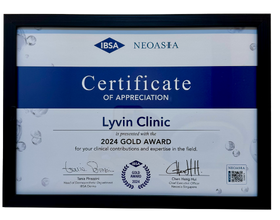 IBSA NEOASIA
Certificate
OF APPRECIATION
Lyvin Clinic
is presented with the
2024 GOLD AWARD
for your clinical contributions and expertise in the field.
GOLD
AWARD
2024